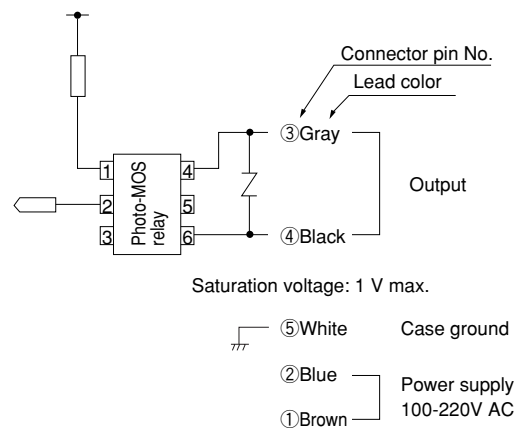 Connector pin No.
Lead color
③Gray
1
4
Output
2
5
Photo-MOS
relay
3
6
④Black
Saturation voltage: 1 V max.
⑤White
Case ground
②Blue
Power supply
100-220V AC
①Brown